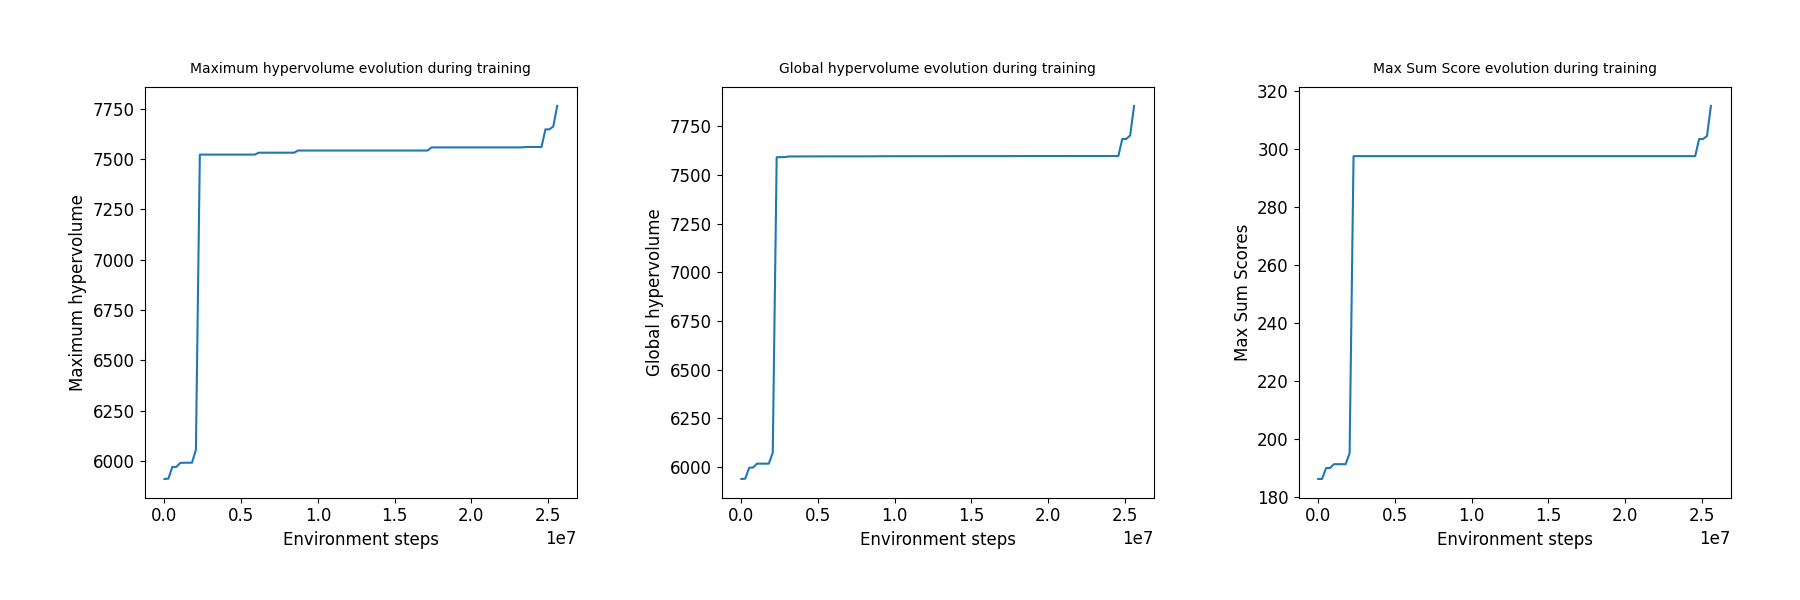 Maximum hypervolume evolution during training
Maximum hypervolume
7750
7500
7250
7000
6750
6500
6250
6000
0.0 0.5 1.0 1.5 2.0 2.5
1e7
Environment steps
Global hypervolume evolution during training
Global hypervolume
7750
7500
7250
7000
6750
6500
6250
6000
0.0 0.5 1.0 1.5 2.0 2.5
1e7
Environment steps
Max Sum Score evolution during training
Max Sum Scores
320
300
280
260
240
220
200
180
0.0 0.5 1.0 1.5 2.0 2.5
1e7
Environment steps